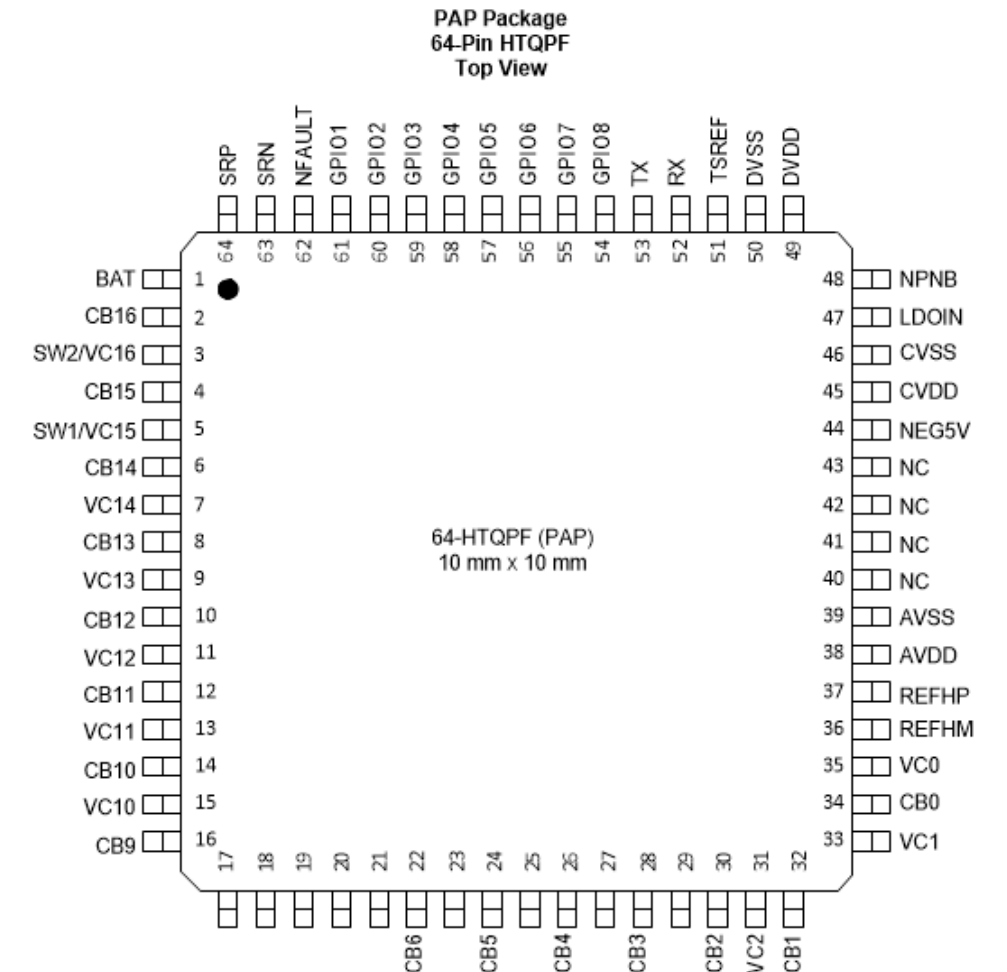 PAP Package
64-Pin HTQPF
Top View
SRP
SRN
NFAULT
GPIO1
GPIO2
GPIO3
GPIO4
GPIO5
GPIO6
GPIO7
GPIO8
TX
RX
TSREF
DVSS
DVDD
64
63
62
61
60
59
58
57
56
55
54
53
52
51
50
49
BAT 1
CB16 2
SW2/VC16 3
CB15 4
SW1/VC15 5
CB14 6
VC14 7
CB13 8
VC13 9
CB12 10
VC12 11
CB11 12
VC11 13
CB10 14
VC10 15
CB9 16
64-HTQPF (PAP)
10 mm x 10 mm
48 NPNB
47 LDOIN
46 CVSS
45 CVDD
44 NEG5V
43 NC
42 NC
41 NC
40 NC
39 AVSS
38 AVDD
37 REFHP
36 REFHM
35 VC0
34 CB0
33 VC1
17
18
19
20
21
22
23
24
25
26
27
28
29
30
31
32
CB6
CB5
CB4
CB3
CB2
VC2
CB1